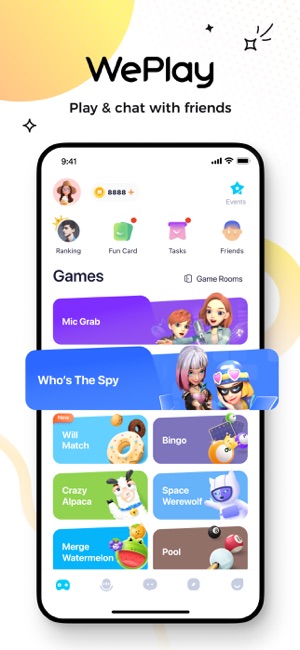 WePlay
Play & chat with friends
9:41
8888 +
Events
Ranking
Fun Card
Tasks
Friends
Games
Game Rooms
Mic Grab
Who's The Spy
New
Will
Match
Bingo
Crazy
Alpaca
Space
Werewolf
Merge
Watermelon
Pool